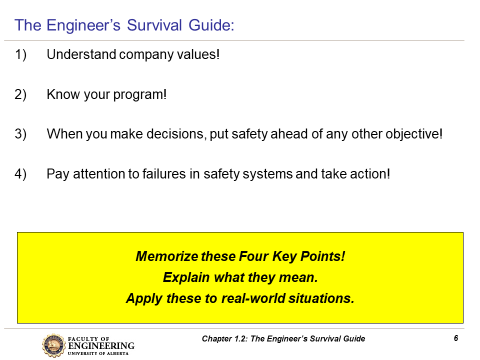 The Engineer's Survival Guide:
1) Understand company values!
2) Know your program!
3) When you make decisions, put safety ahead of any other objective!
4) Pay attention to failures in safety systems and take action!
Memorize these Four Key Points!
Explain what they mean.
Apply these to real-world situations.
FACULTY OF
ENGINEERING
UNIVERSITY OF ALBERTA
Chapter 1.2: The Engineer's Survival Guide
6